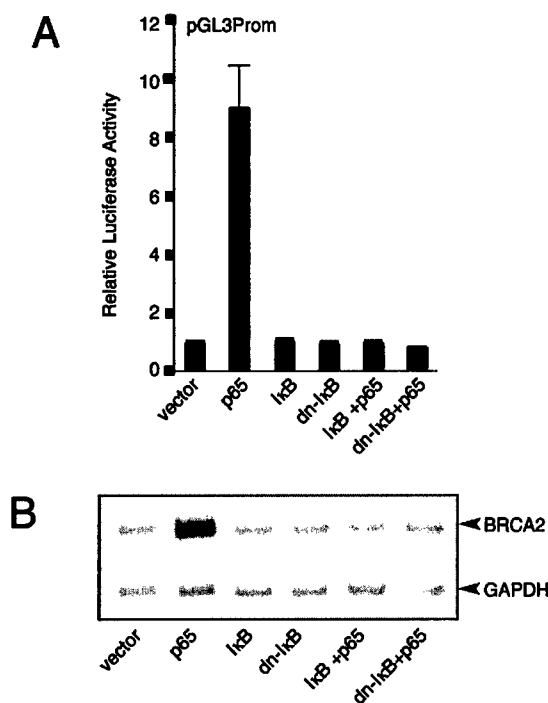 A
pGL3Prom
Relative Luciferase Activity
12
10
8
6
4
2
0
vector
p65
IκB
dn-IκB
IκB +p65
dn-IκB+p65
B
BRCA2
GAPDH
vector
p65
IκB
dn-IκB
IκB +p65
dn-IκB+p65